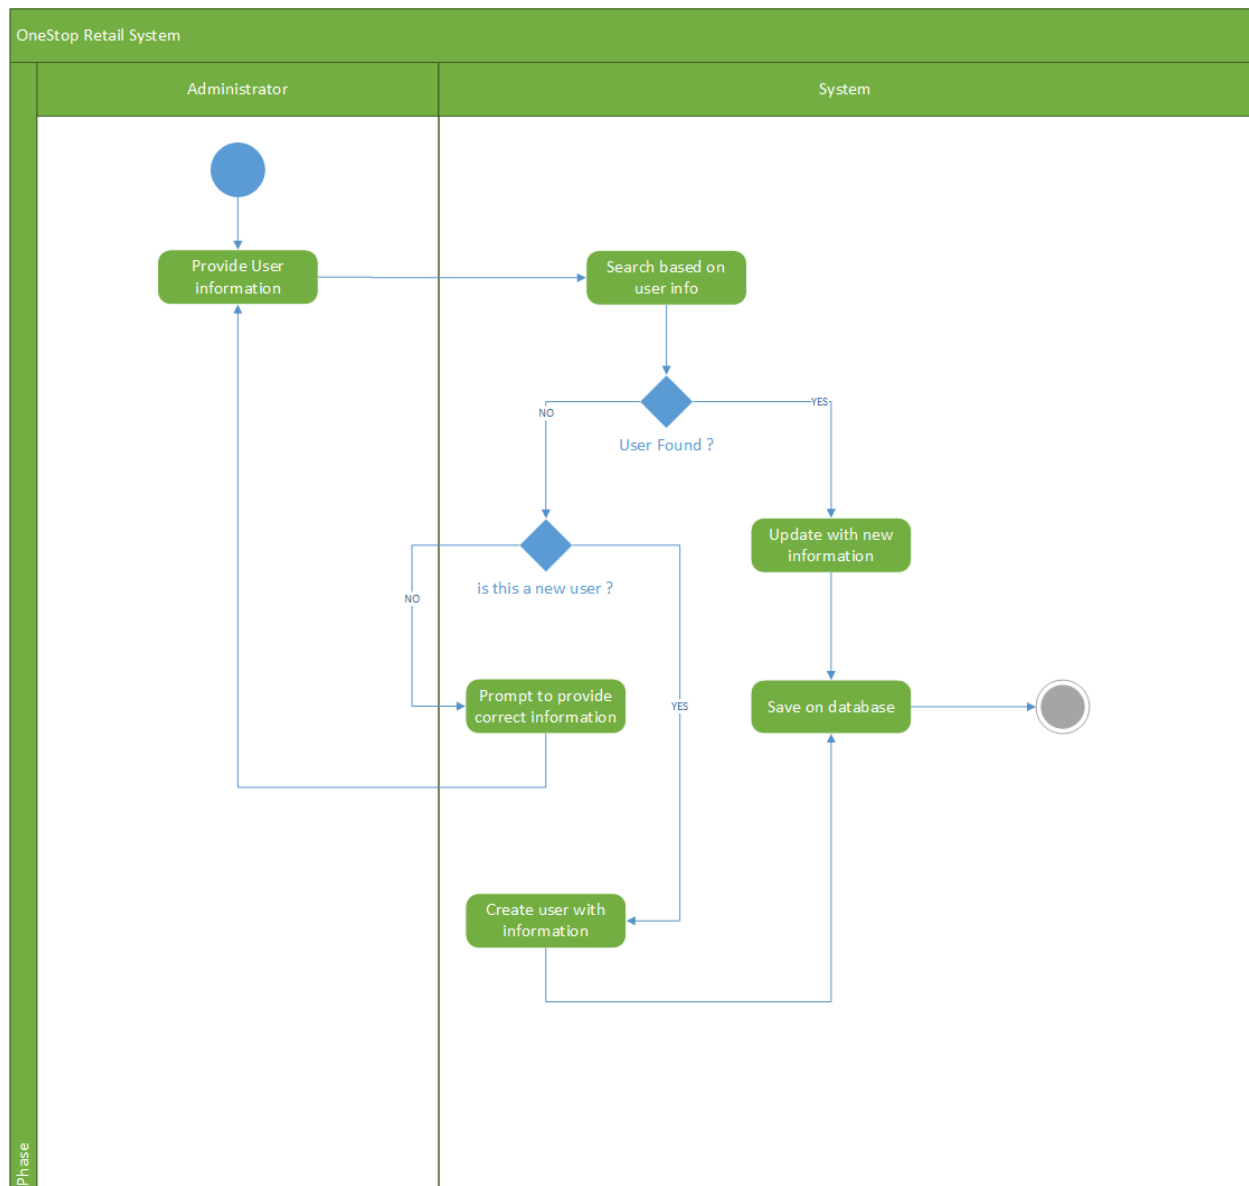 OneStop Retail System
Administrator
System
Provide User
information
Search based on
user info
NO
YES
User Found ?
Update with new
information
is this a new user ?
NO
Prompt to provide
correct information
YES
Save on database
Create user with
information
Phase